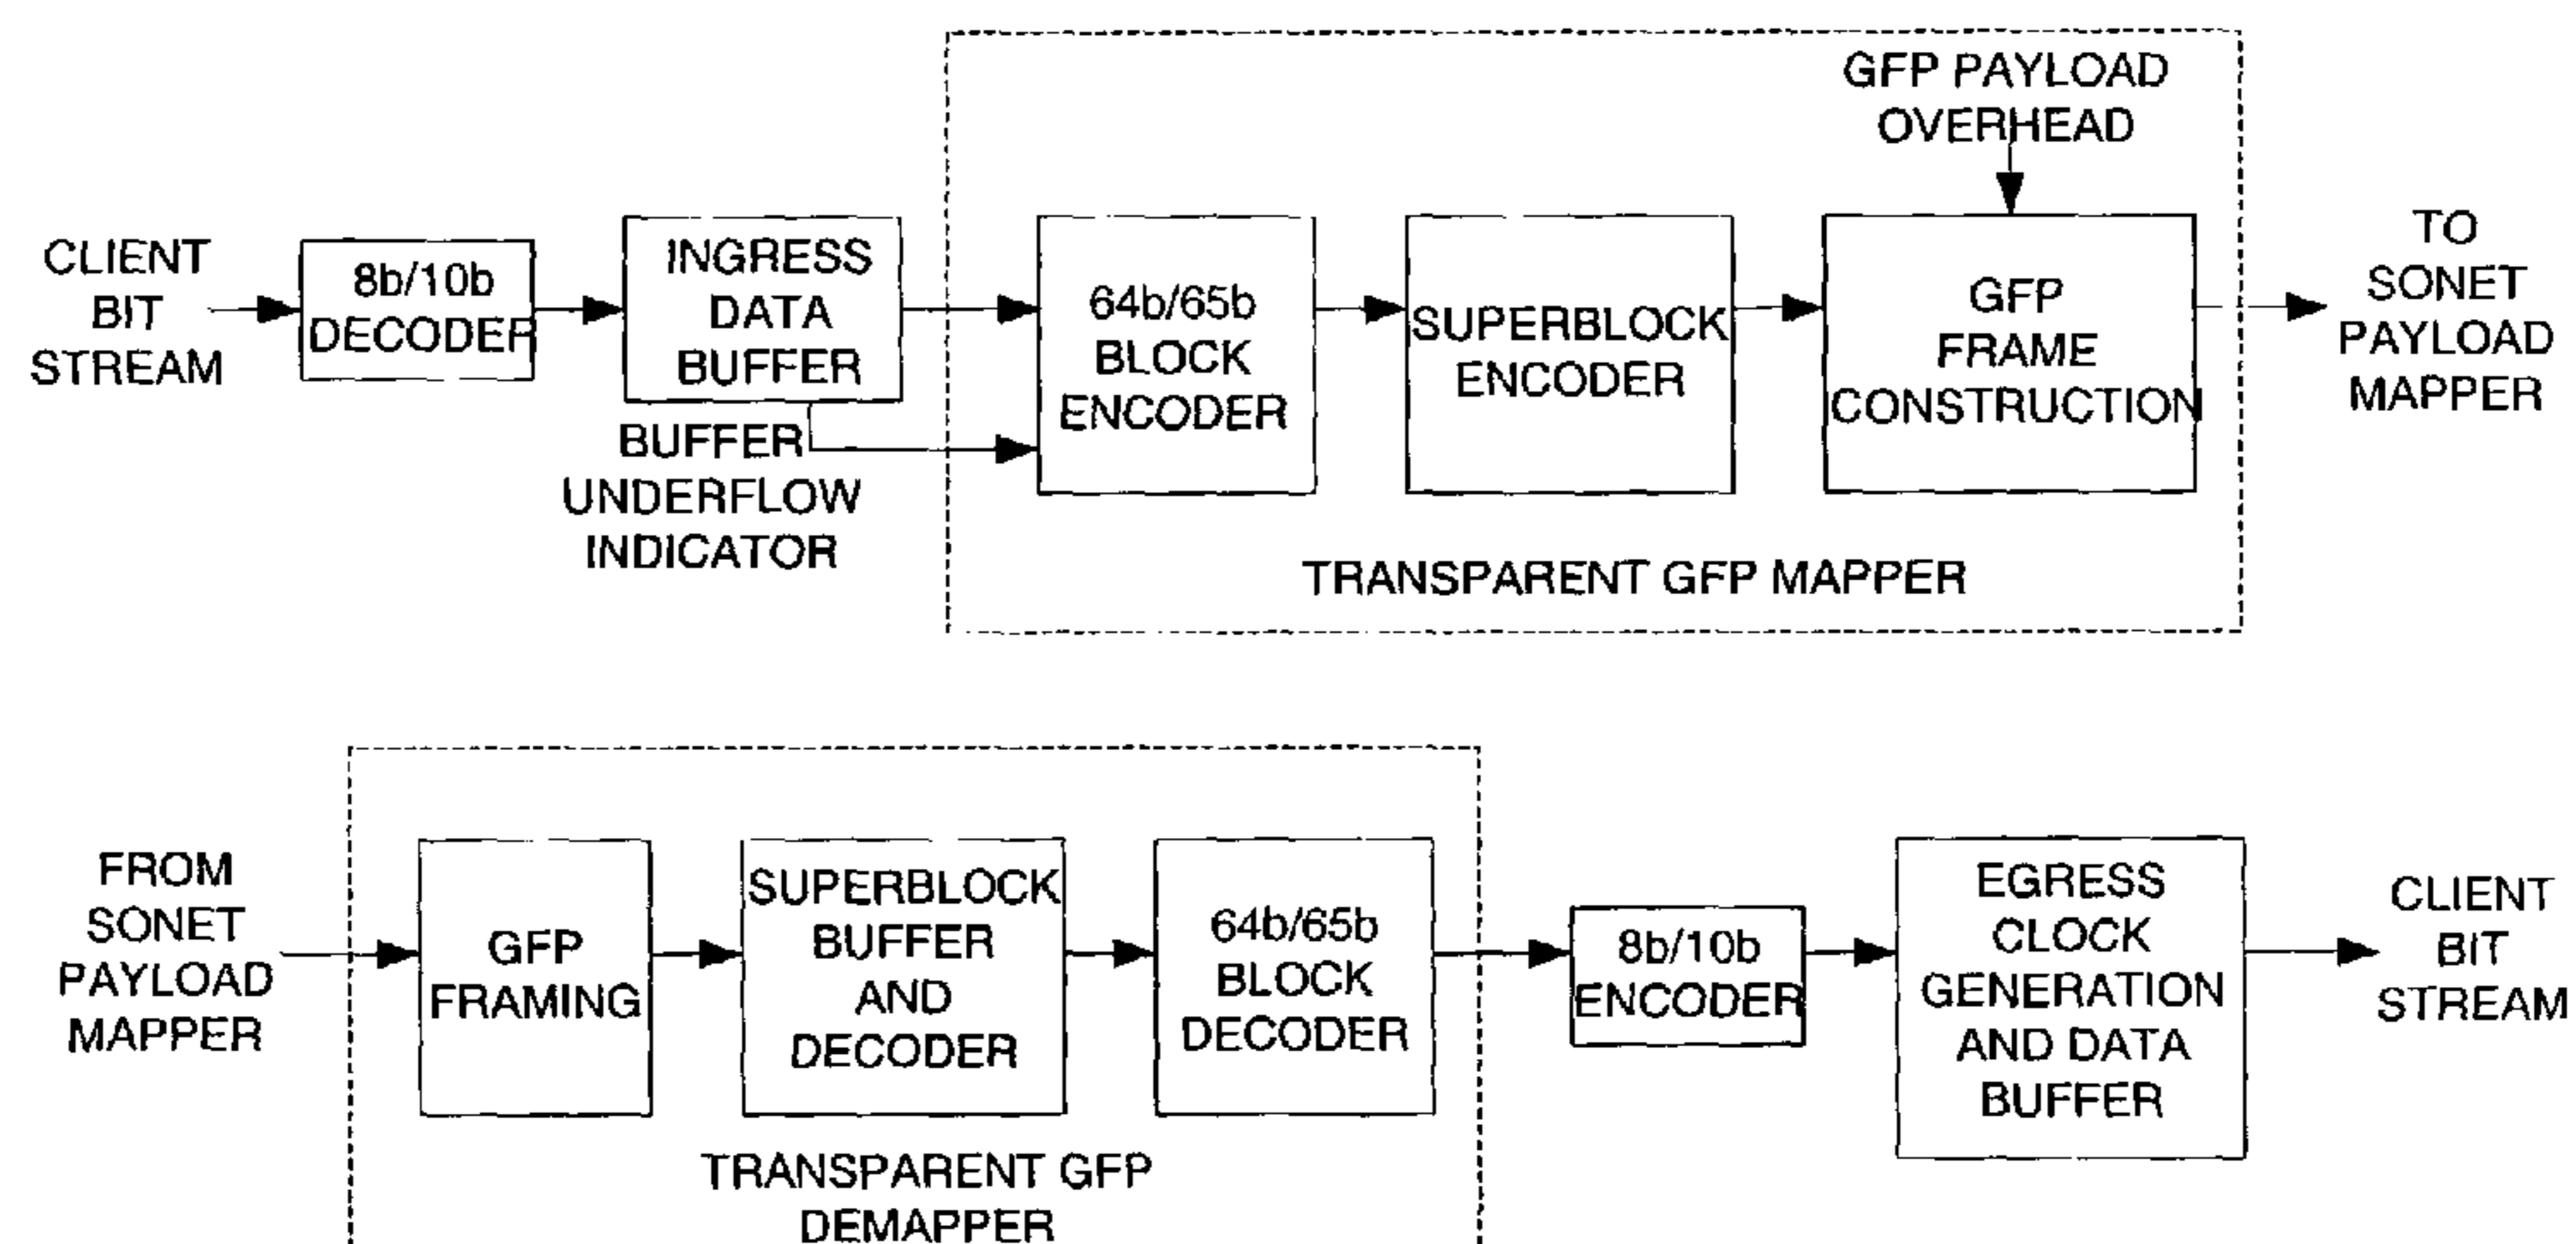 GFP PAYLOAD
OVERHEAD
CLIENT
BIT
STREAM
8b/10b
DECODER
INGRESS
DATA
BUFFER
BUFFER
UNDERFLOW
INDICATOR
64b/65b
BLOCK
ENCODER
SUPERBLOCK
ENCODER
GFP
FRAME
CONSTRUCTION
TO
SONET
PAYLOAD
MAPPER
TRANSPARENT GFP MAPPER
FROM
SONET
PAYLOAD
MAPPER
GFP
FRAMING
SUPERBLOCK
BUFFER
AND
DECODER
64b/65b
BLOCK
DECODER
8b/10b
ENCODER
EGRESS
CLOCK
GENERATION
AND DATA
BUFFER
CLIENT
BIT
STREAM
TRANSPARENT GFP
DEMAPPER